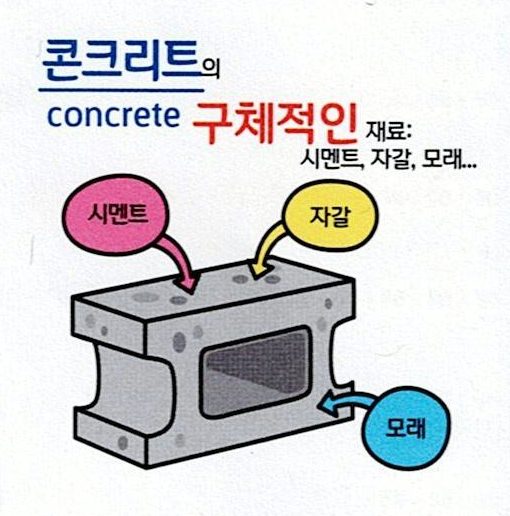 콘크리트의
concrete 구체적인 재료:
시멘트, 자갈, 모래...
시멘트
자갈
모래